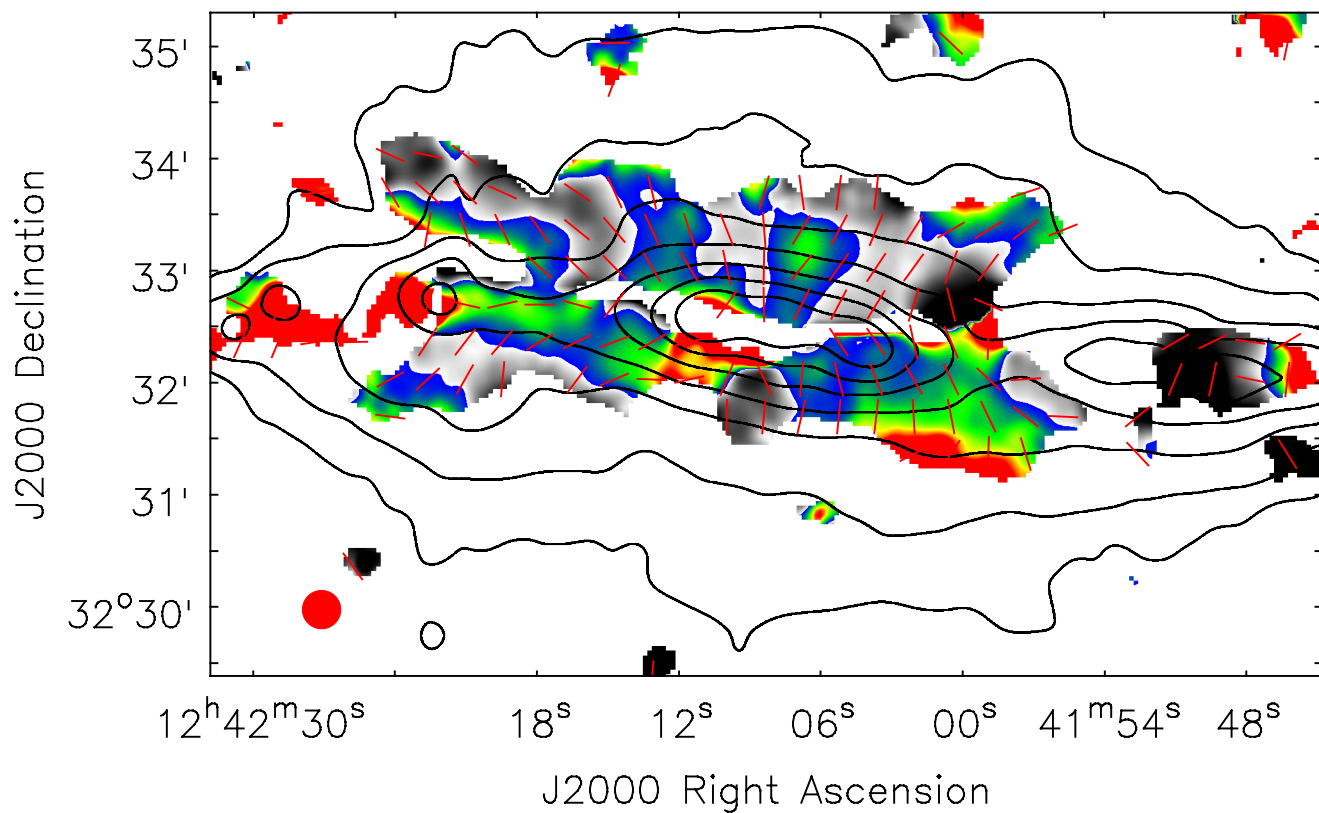 35'
34'
33'
32'
31'
32°30'
J2000 Declination
12ʰ42ᵐ30ˢ 18ˢ 12ˢ 06ˢ 00ˢ 41ᵐ54ˢ 48ˢ
J2000 Right Ascension